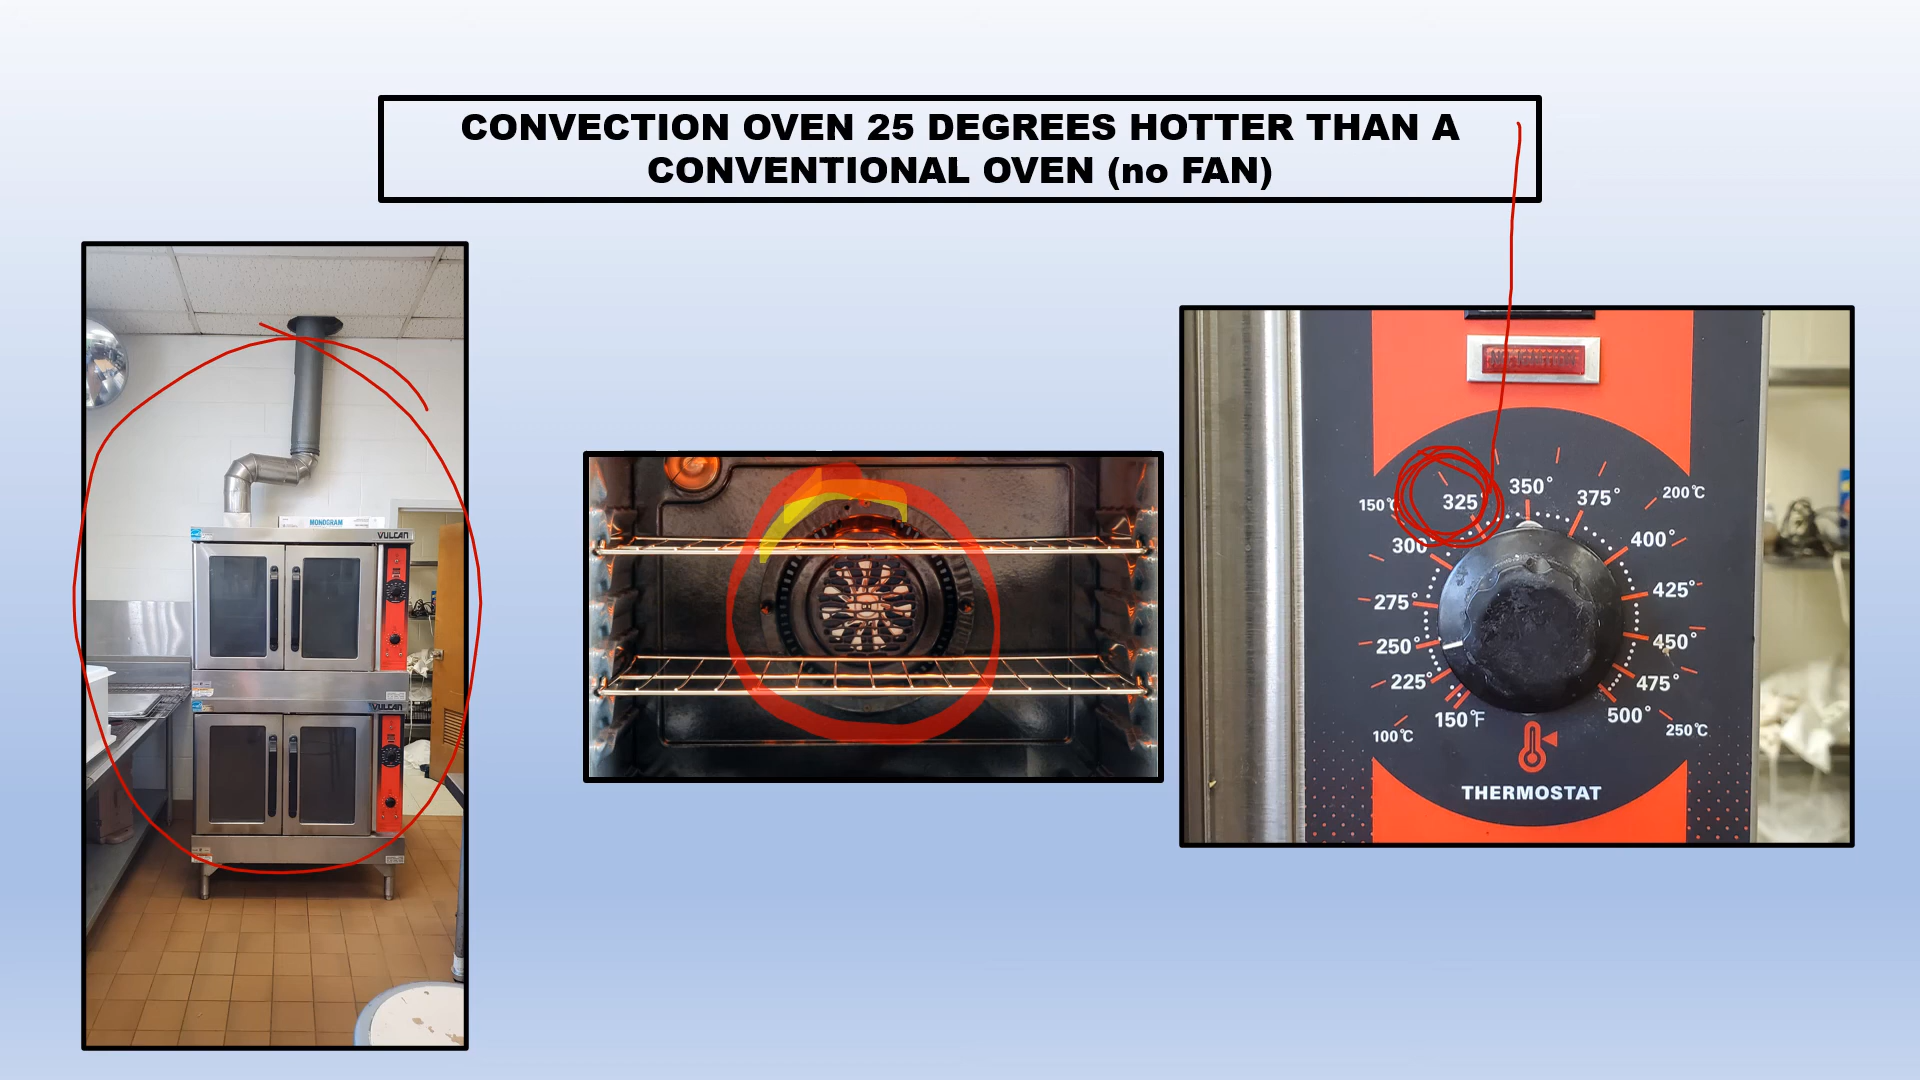 CONVECTION OVEN 25 DEGREES HOTTER THAN A
CONVENTIONAL OVEN (no FAN)
MONOGRAM
VULCAN
VULCAN
150°C
325°
350°
375°
200°C
300°
400°
275°
425°
250°
450°
225°
475°
150°F
500°
100°C
250°C
THERMOSTAT